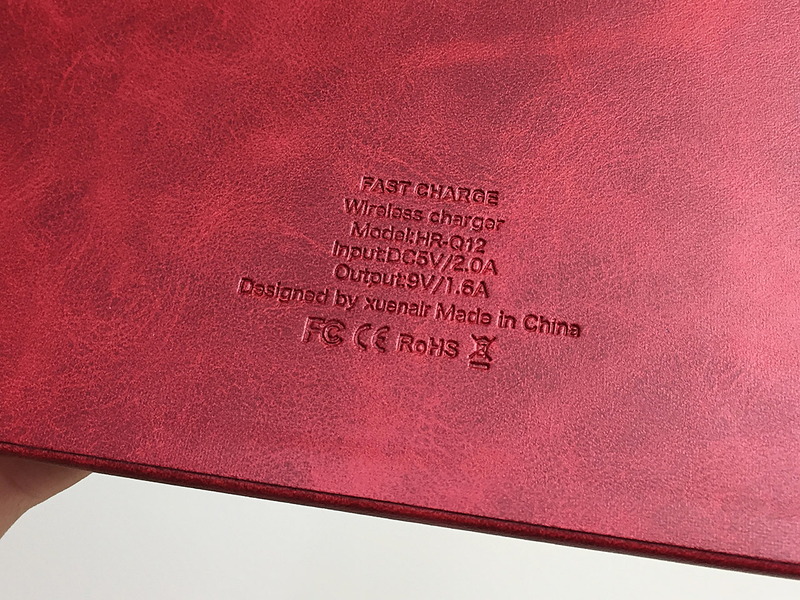 FAST CHARGE
Wireless charger
Model:HR-Q12
Input:DC5V/2.0A
Output:9V/1.6A
Designed by xuenair Made in China
FC CE RoHS